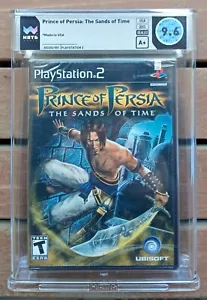 WATA
Prince of Persia: The Sands of Time
9.6
A+
PlayStation®2
PRINCE OF PERSIA
THE SANDS OF TIME
TEEN
T
UBISOFT